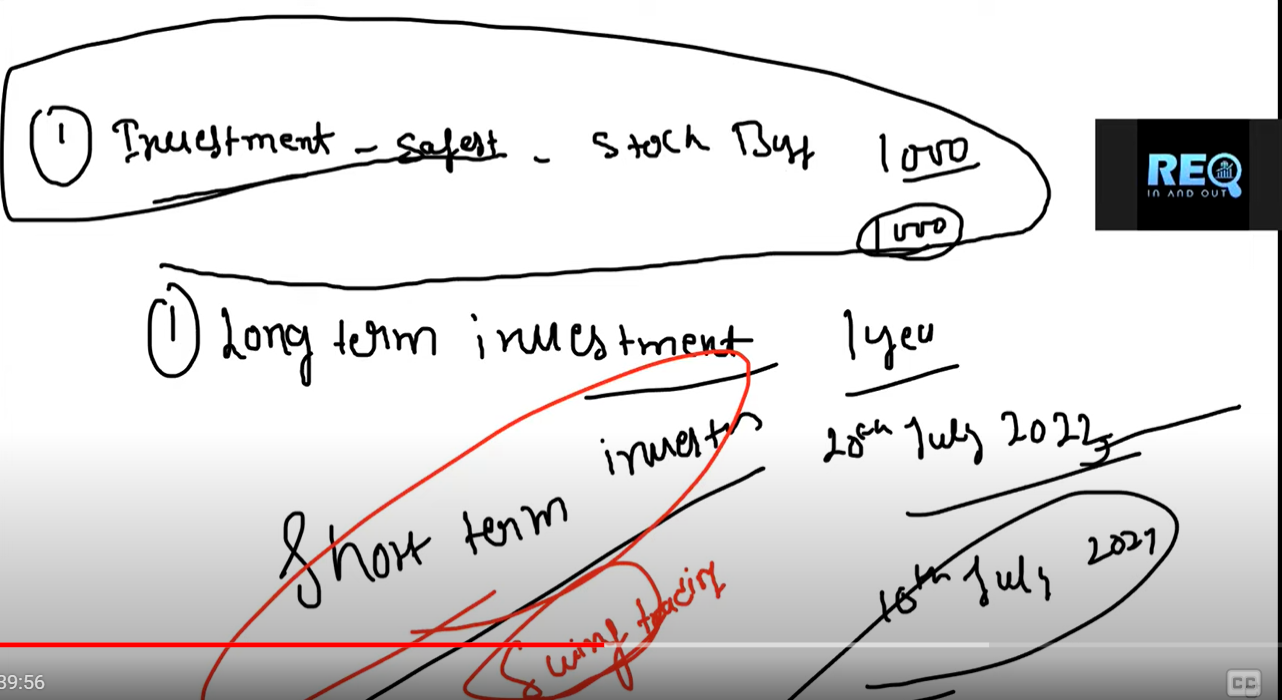 ① Investment - safest - Stock Buy 1000
REQ
IN AND OUT
1000
① Long term investment 1 year
investor 20th July 2022
Short term
10th July 2021
Swing trading
39:56
CC